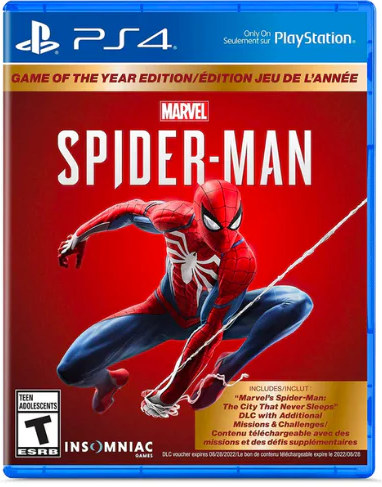 PS4
Only On
Seulement sur
PlayStation®
GAME OF THE YEAR EDITION/ÉDITION JEU DE L'ANNÉE
MARVEL
SPIDER-MAN
INCLUDES/INCLUT:
"Marvel's Spider-Man:
The City That Never Sleeps"
DLC with Additional
Missions & Challenges/
Contenu téléchargeable avec des
missions et des défis supplémentaires
TEEN
ADOLESCENTS
T
ESRB
INSOMNIAC
GAMES
DLC voucher expires 08/28/2022/Le bon de contenu téléchargeable expire le 2022/08/28